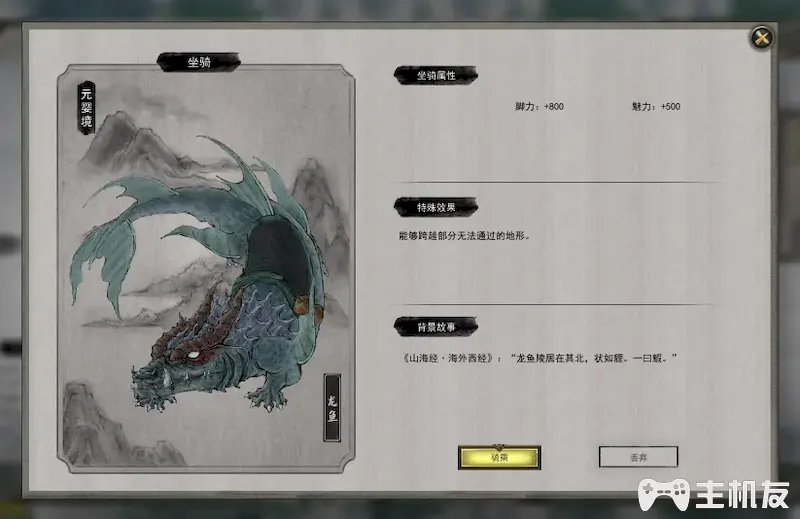 坐骑
元婴境
龙鱼
坐骑属性
脚力：+800
魅力：+500
特殊效果
能够跨越部分无法通过的地形。
背景故事
《山海经·海外西经》：“龙鱼陵居在其北，状如貍。一曰鰕。”
骑乘
丢弃
主机友